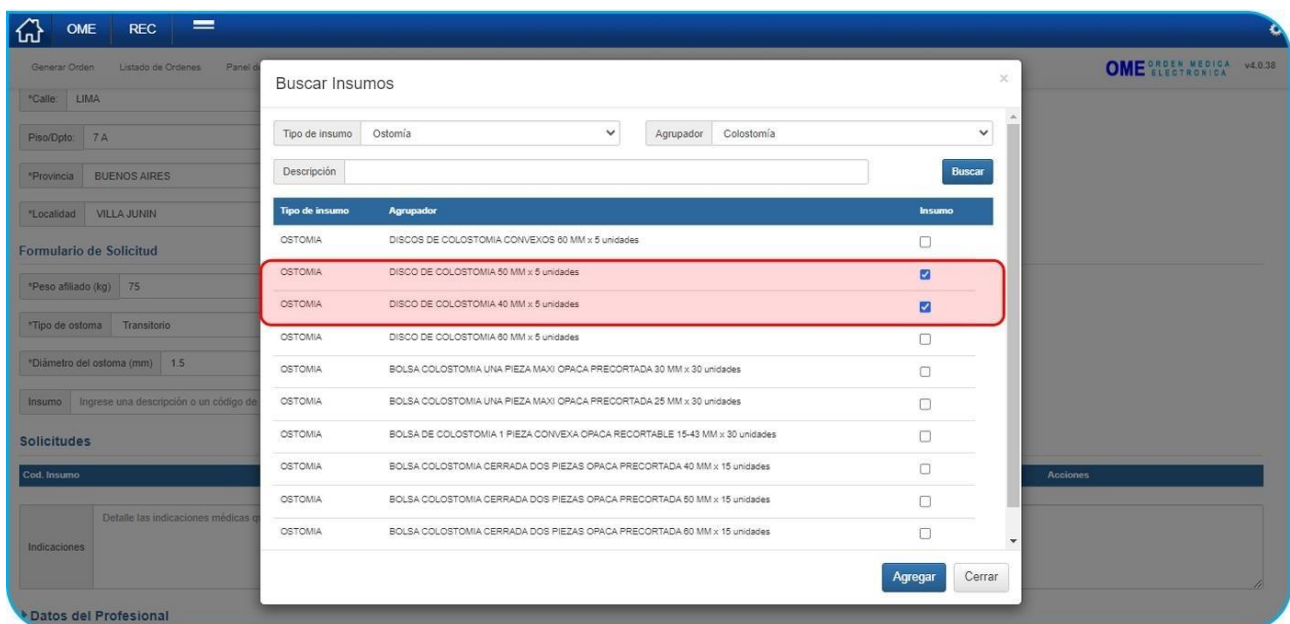 OME REC
Generar Orden Listado de Ordenes Panel de
OME ORDEN MEDICA ELECTRONICA v4.0.38
*Calle: LIMA
Piso/Dpto: 7 A
*Provincia BUENOS AIRES
*Localidad VILLA JUNIN
Formulario de Solicitud
*Peso afiliado (kg) 75
*Tipo de ostoma Transitorio
*Diámetro del ostoma (mm) 1.5
Insumo Ingrese una descripción o un código de
Solicitudes
Cod. Insumo Acciones
Detalle las indicaciones médicas
Indicaciones
Datos del Profesional
Buscar Insumos ×
Tipo de insumo Ostomía Agrupador Colostomía
Descripción Buscar
Tipo de insumo Agrupador Insumo
OSTOMIA DISCOS DE COLOSTOMIA CONVEXOS 60 MM x 5 unidades
OSTOMIA DISCO DE COLOSTOMIA 50 MM x 5 unidades
OSTOMIA DISCO DE COLOSTOMIA 40 MM x 5 unidades
OSTOMIA DISCO DE COLOSTOMIA 60 MM x 5 unidades
OSTOMIA BOLSA COLOSTOMIA UNA PIEZA MAXI OPACA PRECORTADA 30 MM x 30 unidades
OSTOMIA BOLSA COLOSTOMIA UNA PIEZA MAXI OPACA PRECORTADA 25 MM x 30 unidades
OSTOMIA BOLSA DE COLOSTOMIA 1 PIEZA CONVEXA OPACA RECORTABLE 15-43 MM x 30 unidades
OSTOMIA BOLSA COLOSTOMIA CERRADA DOS PIEZAS OPACA PRECORTADA 40 MM x 15 unidades
OSTOMIA BOLSA COLOSTOMIA CERRADA DOS PIEZAS OPACA PRECORTADA 50 MM x 15 unidades
OSTOMIA BOLSA COLOSTOMIA CERRADA DOS PIEZAS OPACA PRECORTADA 60 MM x 15 unidades
Agregar Cerrar